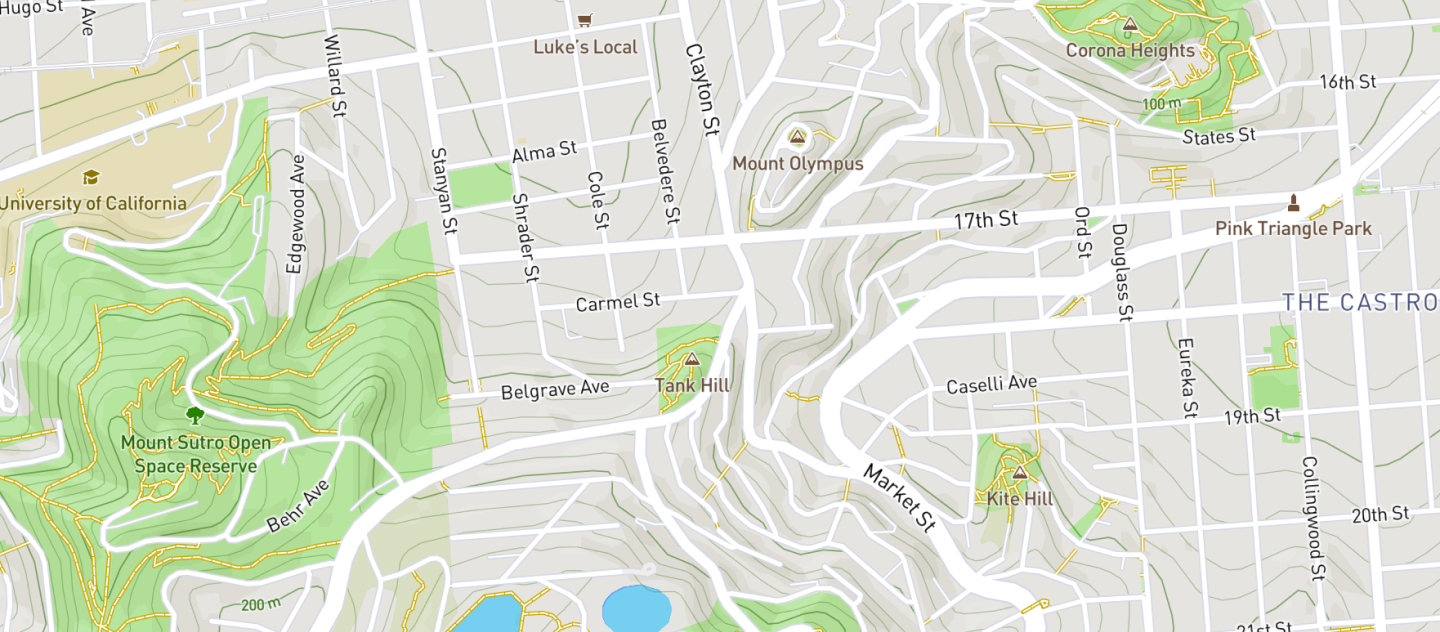 Hugo St
Ave
Luke's Local
Corona Heights
Willard St
Clayton St
16th St
100 m
States St
Alma St
Belvedere St
Mount Olympus
Stanyan St
Cole St
University of California
Edgewood Ave
Shrader St
17th St
Ord St
Douglass St
Pink Triangle Park
Carmel St
THE CASTRO
Eureka St
Belgrave Ave
Tank Hill
Caselli Ave
19th St
Mount Sutro Open
Space Reserve
Behr Ave
Market St
Kite Hill
Collingwood St
20th St
200 m
21st St